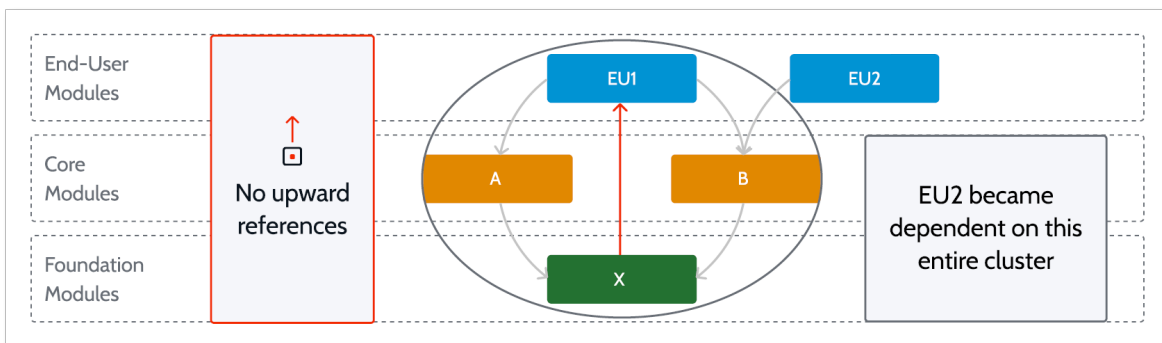 End-User
Modules
No upward
references
EU1
EU2
Core
Modules
A
B
EU2 became
dependent on this
entire cluster
Foundation
Modules
X